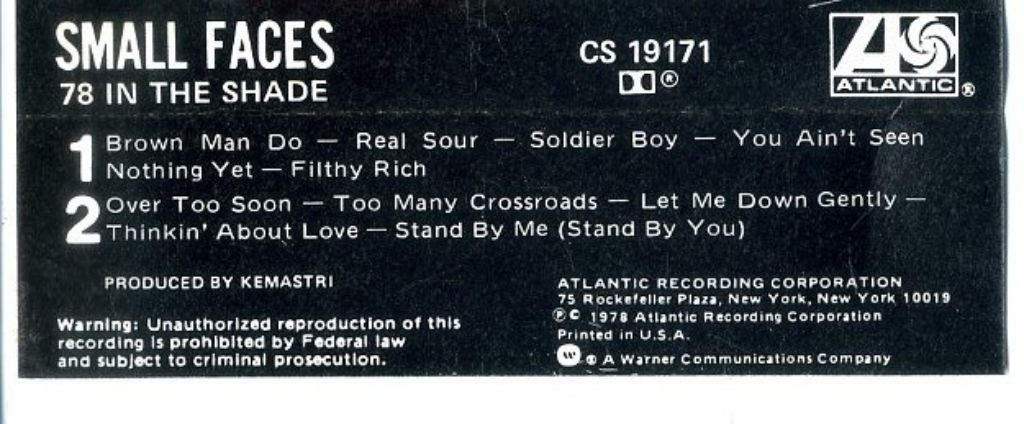 SMALL FACES
78 IN THE SHADE
CS 19171
ATLANTIC ®
1 Brown Man Do — Real Sour — Soldier Boy — You Ain't Seen
Nothing Yet — Filthy Rich
2 Over Too Soon — Too Many Crossroads — Let Me Down Gently —
Thinkin' About Love — Stand By Me (Stand By You)
PRODUCED BY KEMASTRI
Warning: Unauthorized reproduction of this
recording is prohibited by Federal law
and subject to criminal prosecution.
ATLANTIC RECORDING CORPORATION
75 Rockefeller Plaza, New York, New York 10019
℗ © 1978 Atlantic Recording Corporation
Printed in U.S.A.
® A Warner Communications Company